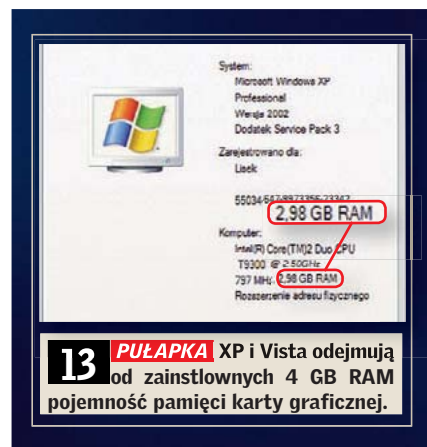 System:
Microsoft Windows XP
Professional
Wersja 2002
Dodatek Service Pack 3
Zarejestrowano dla:
Lisek
2,98 GB RAM
Komputer:
Intel(R) Core(TM)2 Duo CPU
T9300 @ 2.50GHz
797 MHz, 2,98 GB RAM
Rozszerzenie adresu fizycznego
13 PUŁAPKA XP i Vista odejmują
od zainstlownych 4 GB RAM
pojemność pamięci karty graficznej.